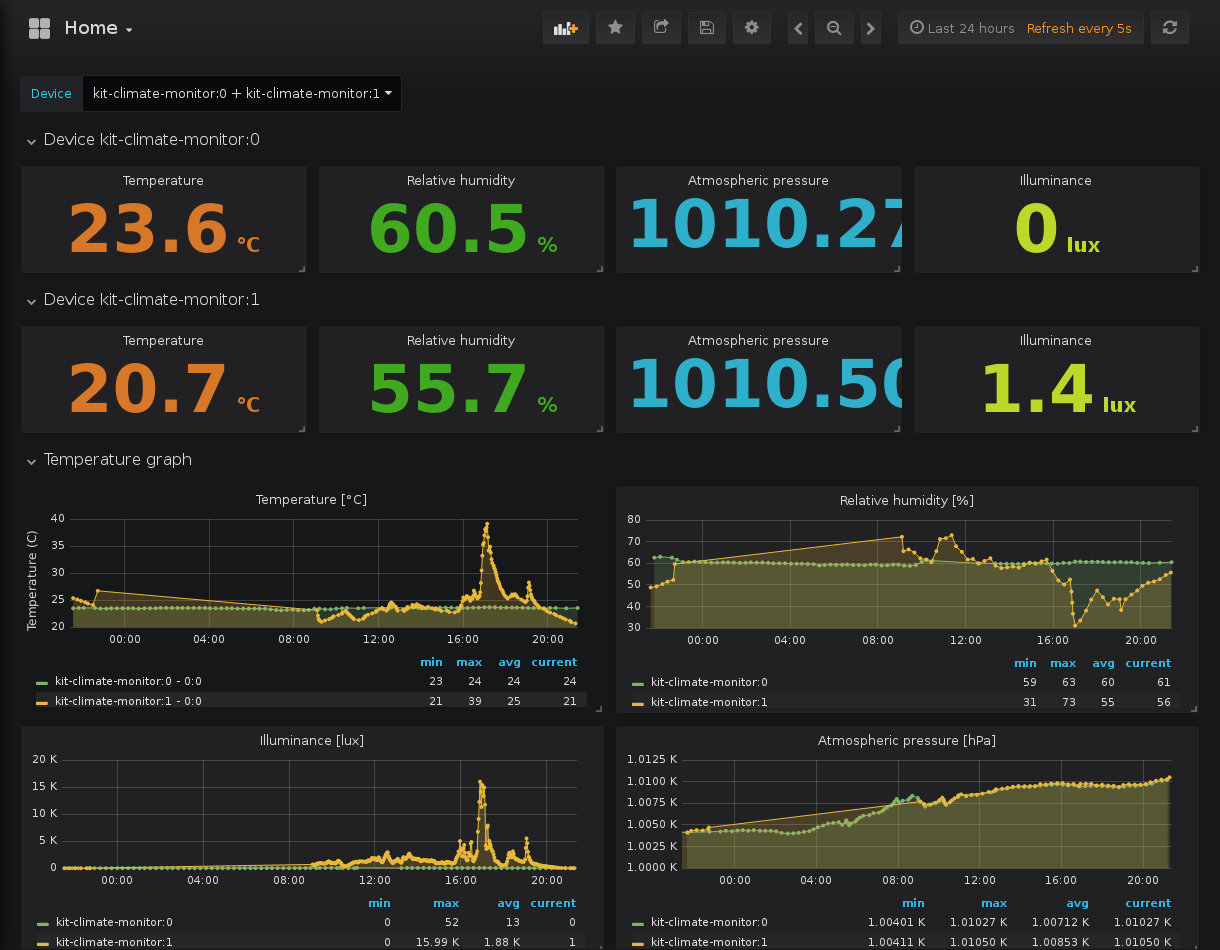 Home
Last 24 hours Refresh every 5s
Device kit-climate-monitor:0 + kit-climate-monitor:1
Device kit-climate-monitor:0
Temperature Relative humidity Atmospheric pressure Illuminance
23.6 °C 60.5 % 1010.27 0 lux
Device kit-climate-monitor:1
Temperature Relative humidity Atmospheric pressure Illuminance
20.7 °C 55.7 % 1010.50 1.4 lux
Temperature graph
Temperature [°C]
Temperature (C)
40
35
30
25
20
00:00 04:00 08:00 12:00 16:00 20:00
min max avg current
kit-climate-monitor:0 - 0:0 23 24 24 24
kit-climate-monitor:1 - 0:0 21 39 25 21
Relative humidity [%]
80
70
60
50
40
30
00:00 04:00 08:00 12:00 16:00 20:00
min max avg current
kit-climate-monitor:0 59 63 60 61
kit-climate-monitor:1 31 73 55 56
Illuminance [lux]
20 K
15 K
10 K
5 K
0
00:00 04:00 08:00 12:00 16:00 20:00
min max avg current
kit-climate-monitor:0 0 52 13 0
kit-climate-monitor:1 0 15.99 K 1.88 K 1
Atmospheric pressure [hPa]
1.0125 K
1.0100 K
1.0075 K
1.0050 K
1.0025 K
1.0000 K
00:00 04:00 08:00 12:00 16:00 20:00
min max avg current
kit-climate-monitor:0 1.00401 K 1.01027 K 1.00712 K 1.01027 K
kit-climate-monitor:1 1.00411 K 1.01050 K 1.00853 K 1.01050 K